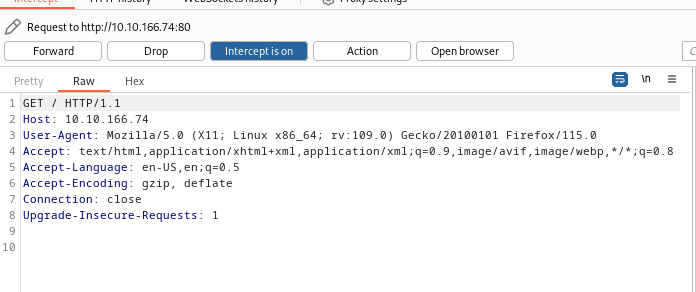 Intercept HTTP history WebSockets history Proxy settings
Request to http://10.10.166.74:80
Forward Drop Intercept is on Action Open browser
Pretty Raw Hex \n
1 GET / HTTP/1.1
2 Host: 10.10.166.74
3 User-Agent: Mozilla/5.0 (X11; Linux x86_64; rv:109.0) Gecko/20100101 Firefox/115.0
4 Accept: text/html,application/xhtml+xml,application/xml;q=0.9,image/avif,image/webp,*/*;q=0.8
5 Accept-Language: en-US,en;q=0.5
6 Accept-Encoding: gzip, deflate
7 Connection: close
8 Upgrade-Insecure-Requests: 1
9
10